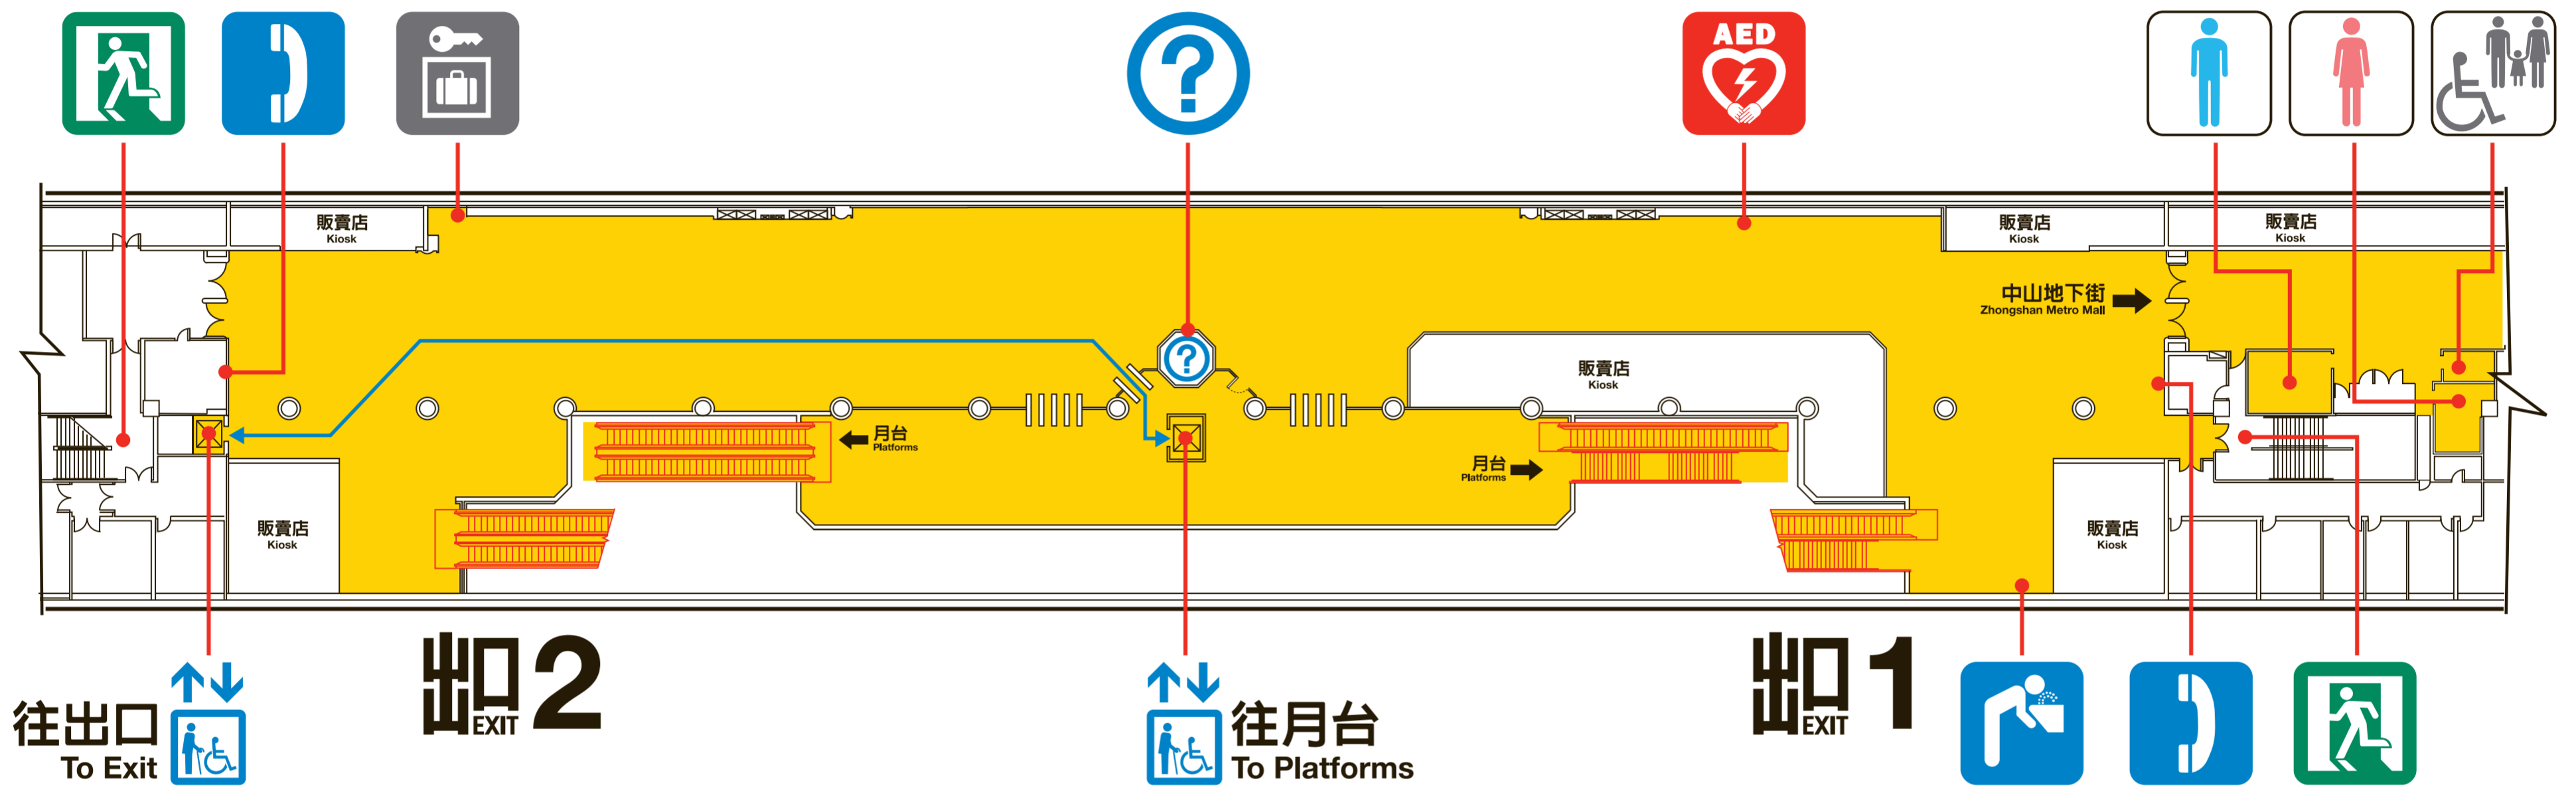 AED
販賣店
Kiosk
販賣店
Kiosk
販賣店
Kiosk
中山地下街
Zhongshan Metro Mall
?
?
販賣店
Kiosk
月台
Platforms
月台
Platforms
販賣店
Kiosk
販賣店
Kiosk
出口 EXIT 2
出口 EXIT 1
往出口
To Exit
往月台
To Platforms